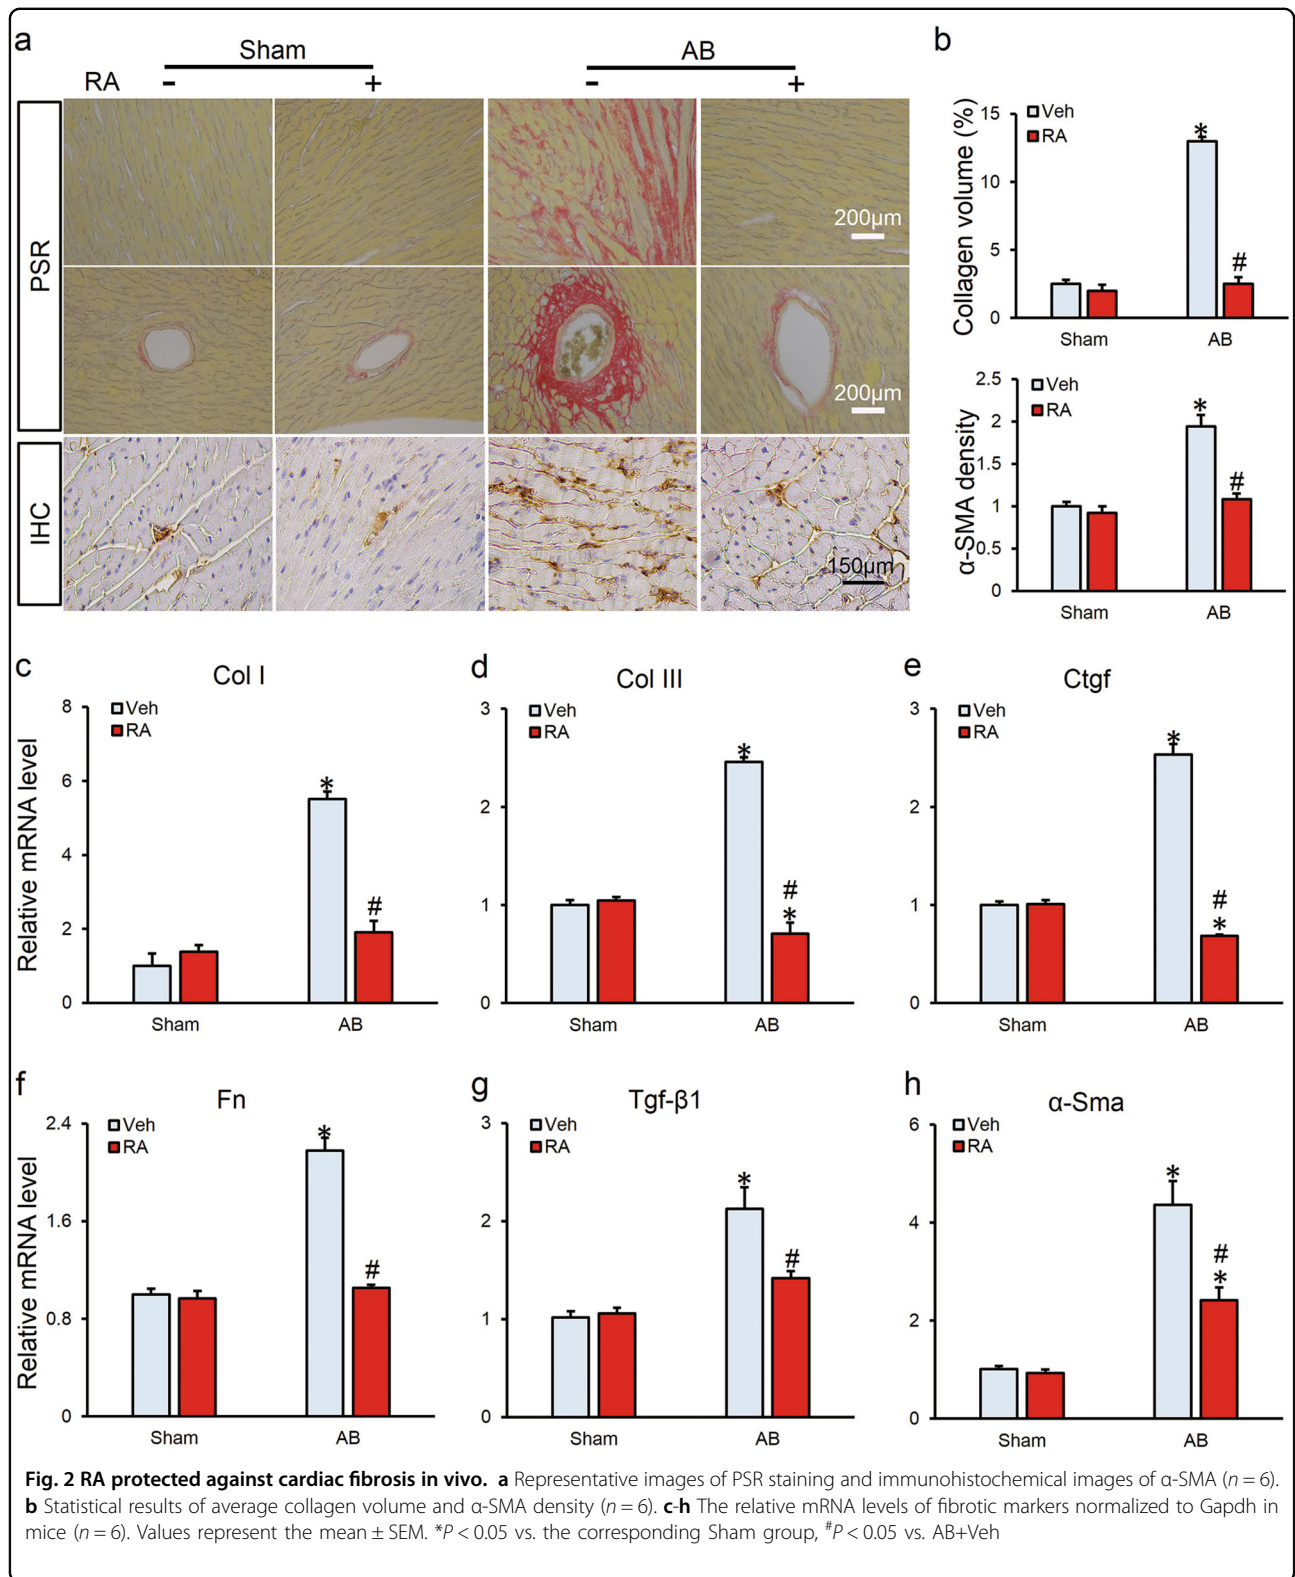 a
Sham
AB
RA
- + - +
PSR
200µm
200µm
IHC
150µm
b
Collagen volume (%)
15
10
5
0
Veh
RA
*
#
Sham AB
α-SMA density
2.5
2
1.5
1
0.5
0
Veh
RA
*
#
Sham AB
c
Col I
Relative mRNA level
8
6
4
2
0
Veh
RA
*
#
Sham AB
d
Col III
3
2
1
0
Veh
RA
*
#
*
Sham AB
e
Ctgf
3
2
1
0
Veh
RA
*
#
*
Sham AB
f
Fn
Relative mRNA level
2.4
1.6
0.8
0
Veh
RA
*
#
Sham AB
g
Tgf-β1
3
2
1
0
Veh
RA
*
#
Sham AB
h
α-Sma
6
4
2
0
Veh
RA
*
#
*
Sham AB
Fig. 2 RA protected against cardiac fibrosis in vivo. a Representative images of PSR staining and immunohistochemical images of α-SMA (n = 6).
b Statistical results of average collagen volume and α-SMA density (n = 6). c-h The relative mRNA levels of fibrotic markers normalized to Gapdh in
mice (n = 6). Values represent the mean ± SEM. *P < 0.05 vs. the corresponding Sham group, #P < 0.05 vs. AB+Veh